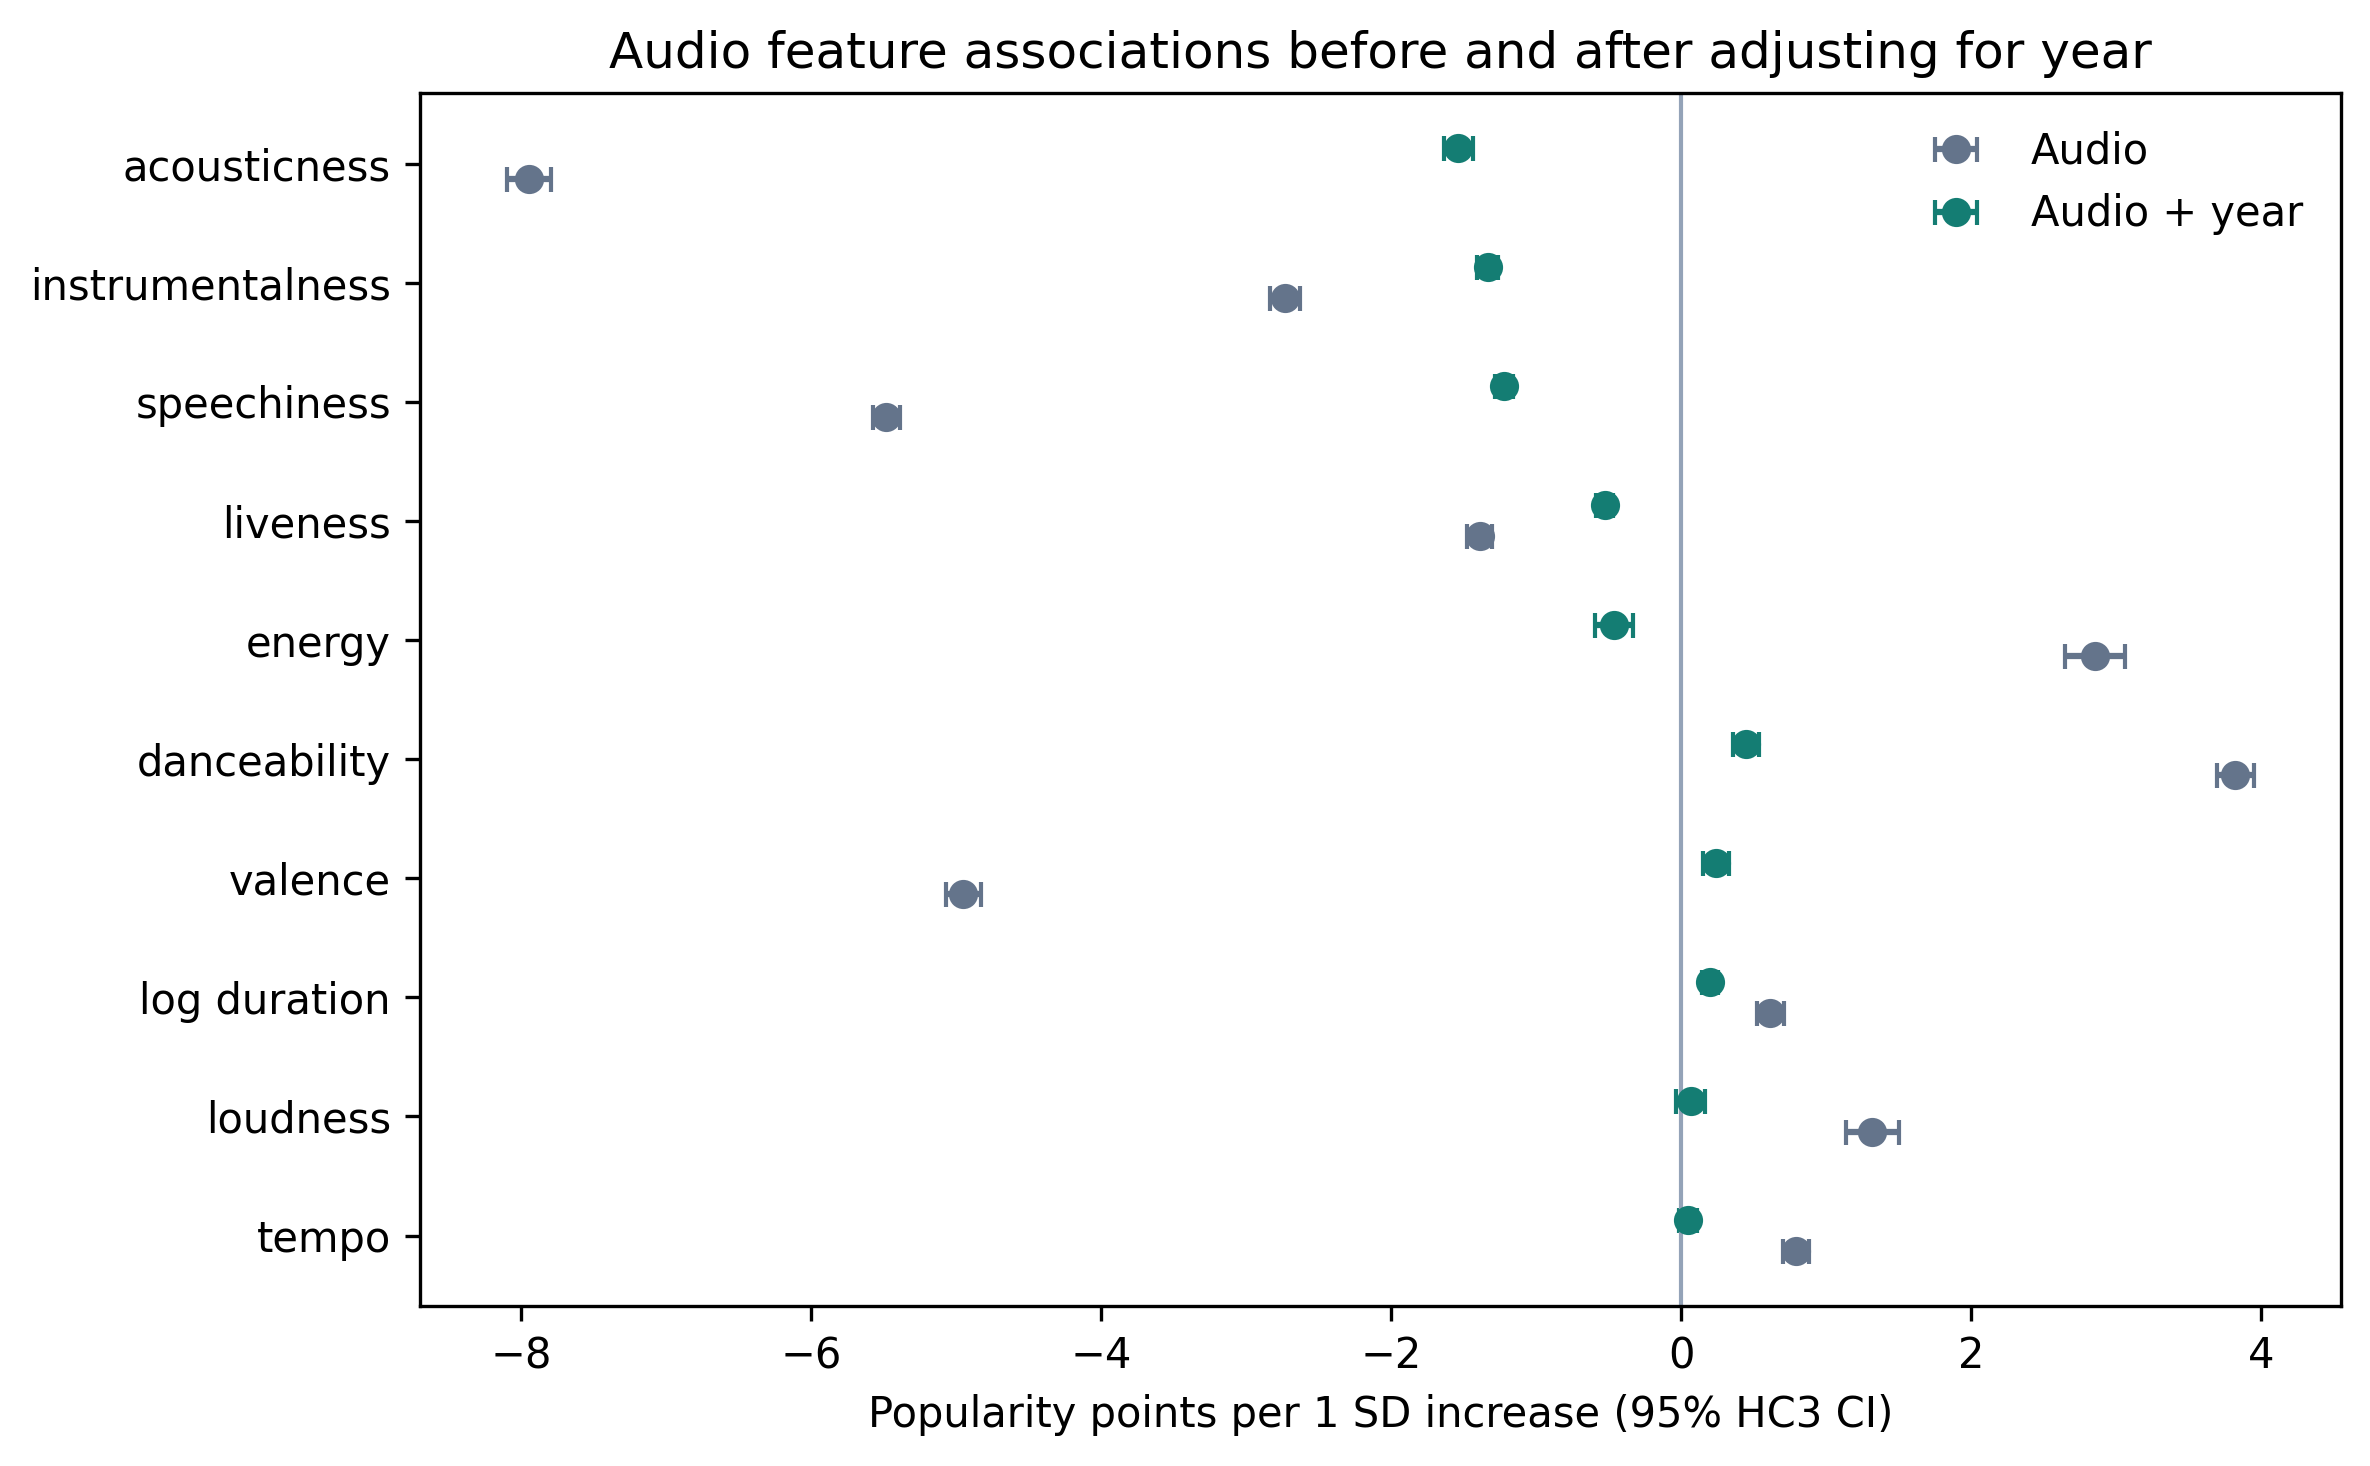 Audio feature associations before and after adjusting for year
Audio
Audio + year
acousticness
instrumentalness
speechiness
liveness
energy
danceability
valence
log duration
loudness
tempo
−8 −6 −4 −2 0 2 4
Popularity points per 1 SD increase (95% HC3 CI)